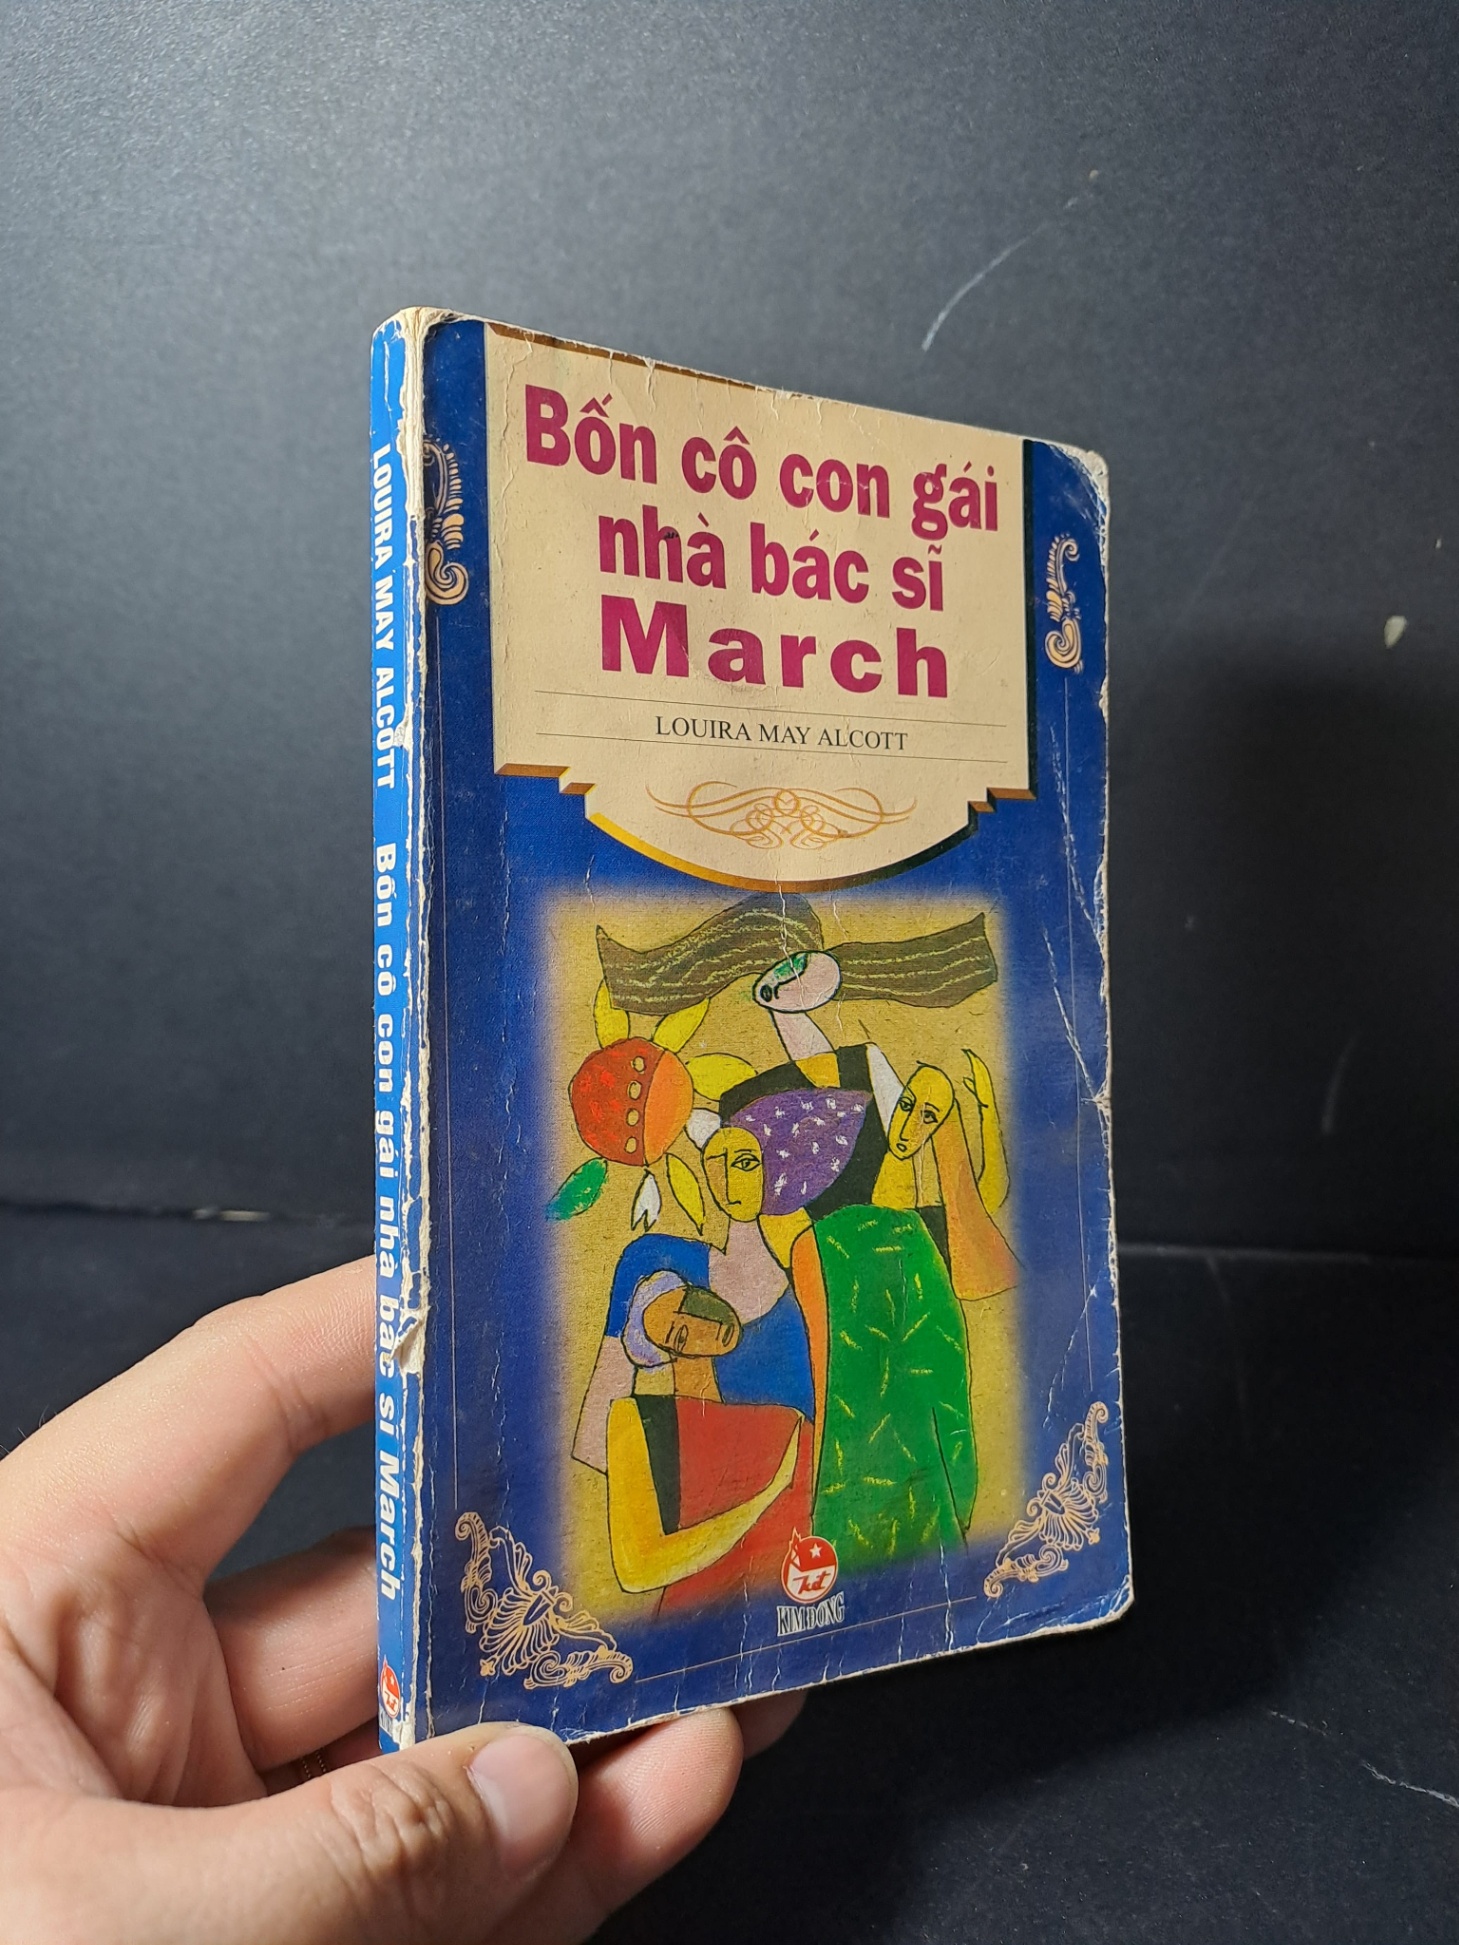 Bốn cô con gái
nhà bác sĩ
March
LOUIRA MAY ALCOTT
KIM ĐỒNG
LOUIRA MAY ALCOTT Bốn cô con gái nhà bác sĩ March